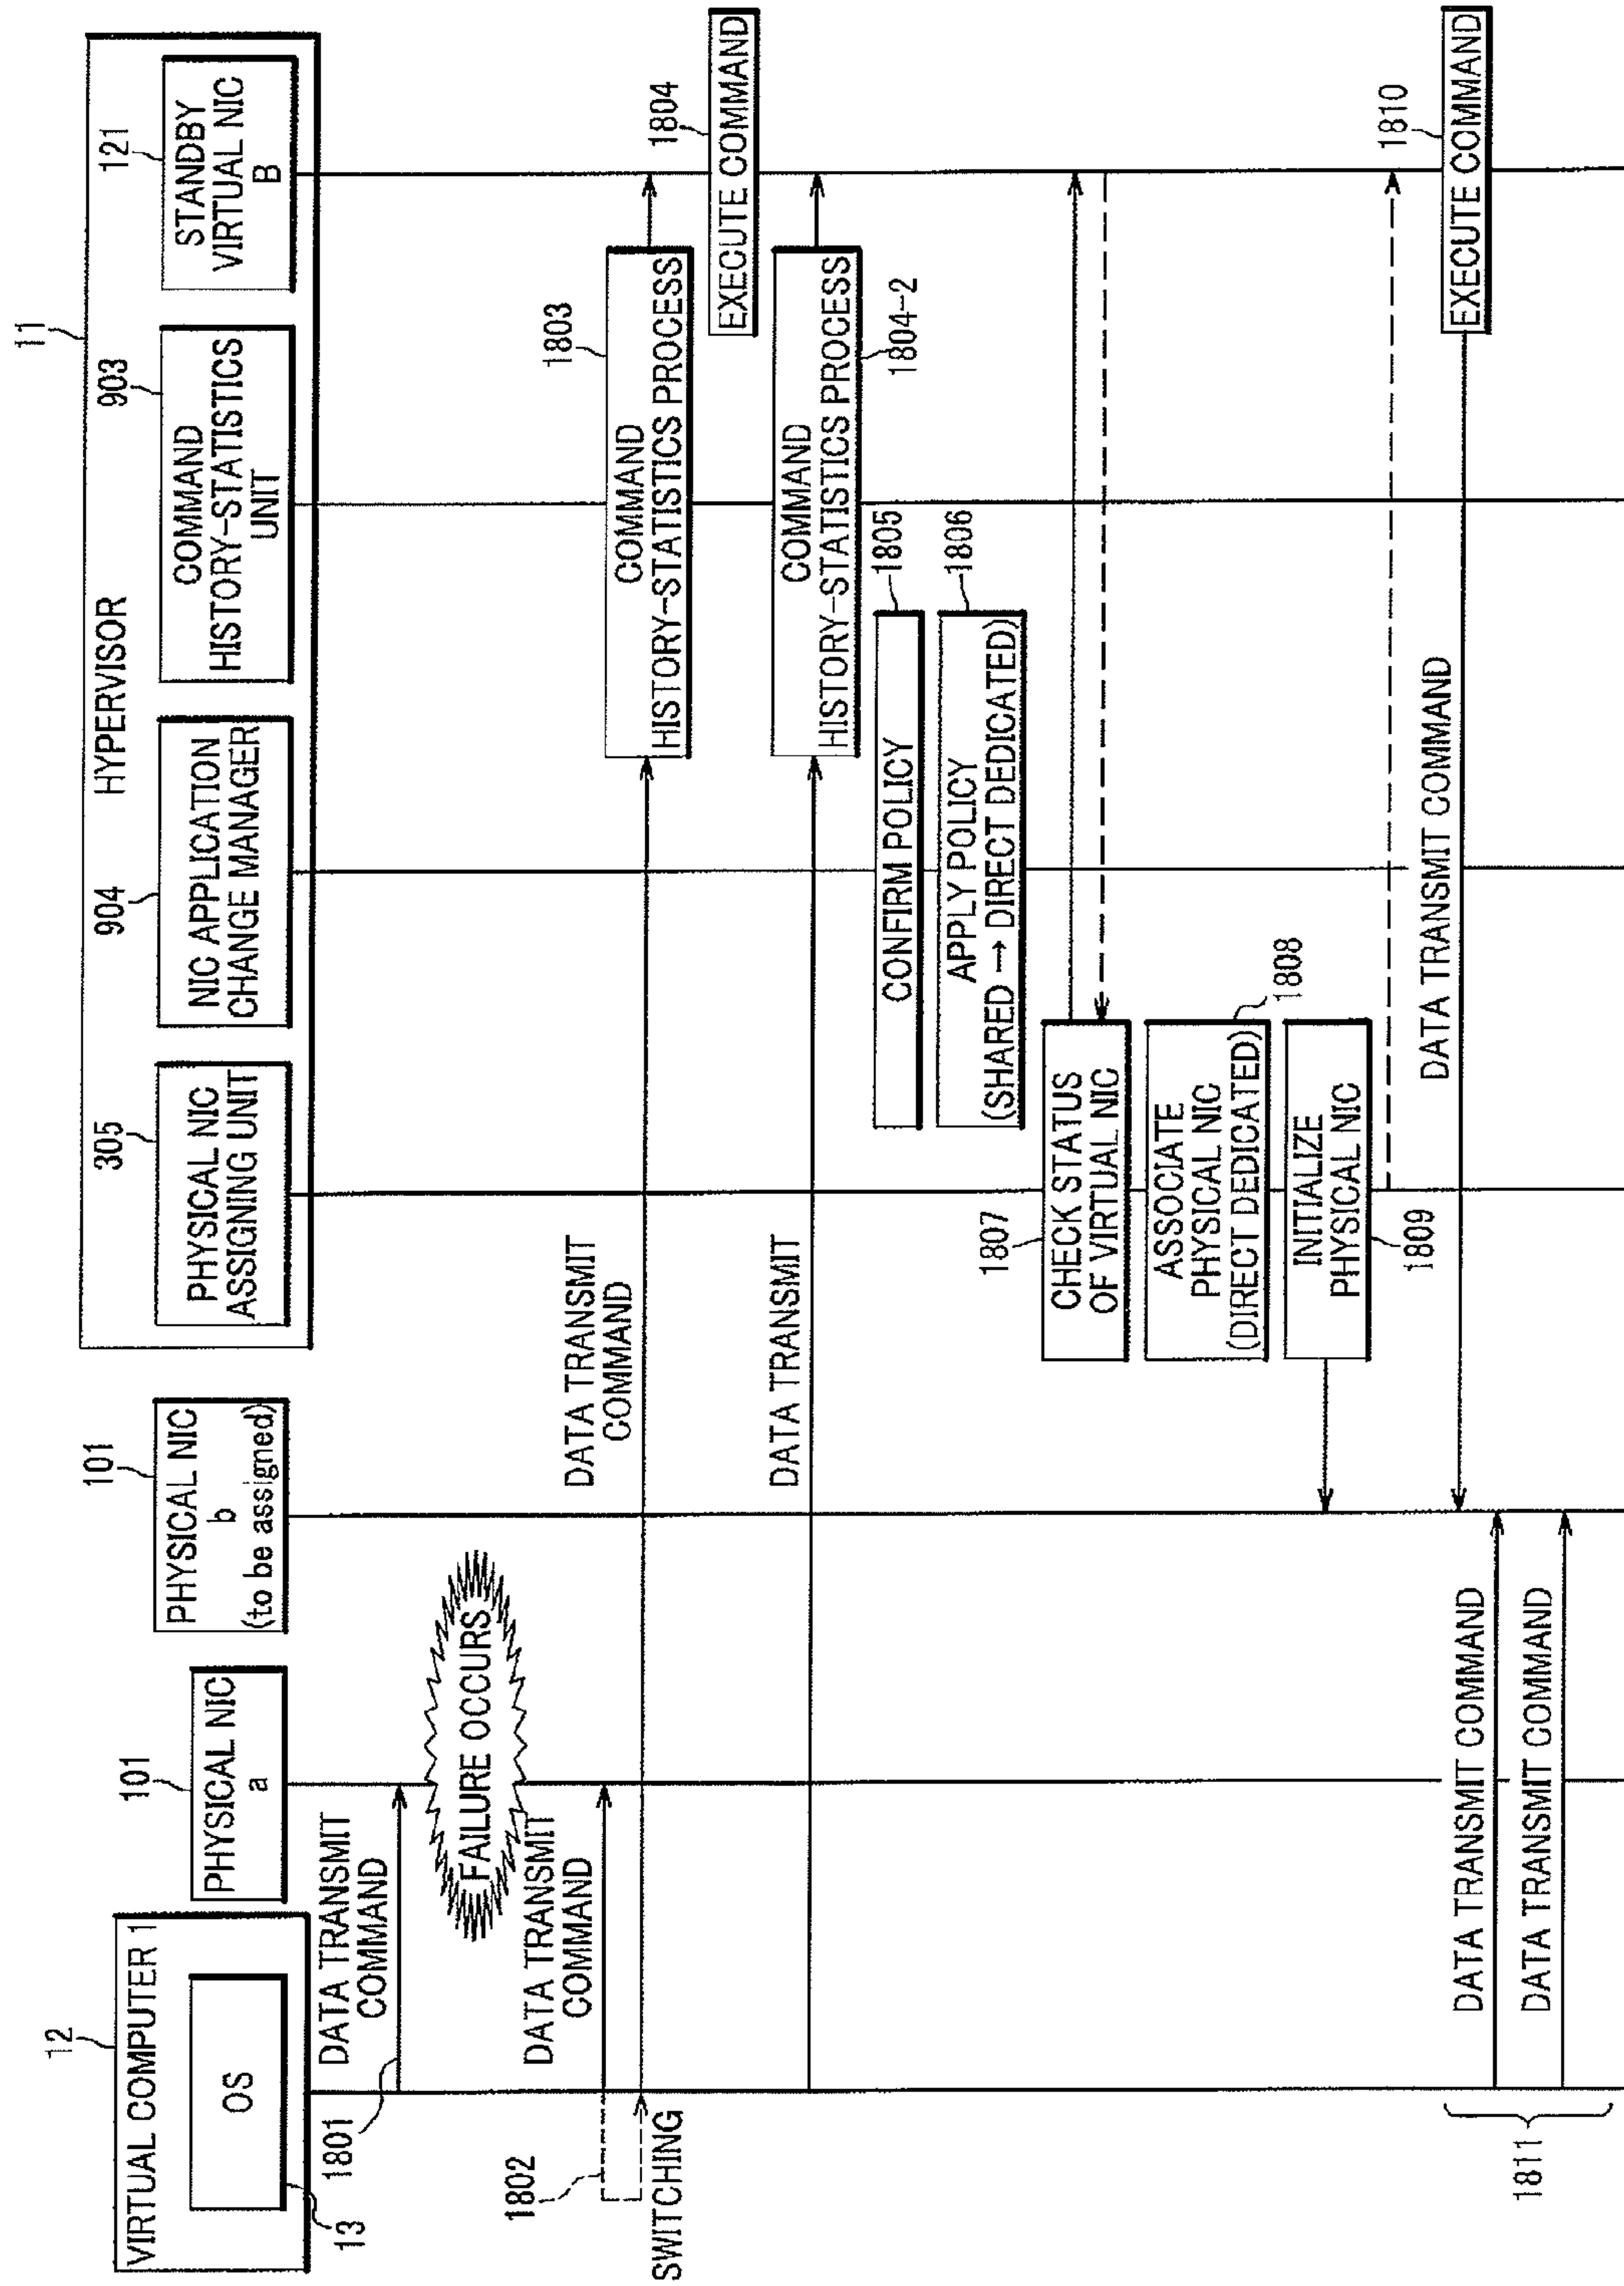 12
VIRTUAL COMPUTER 1
OS
13
101
PHYSICAL NIC
a
101
PHYSICAL NIC
b
(to be assigned)
11
HYPERVISOR
305
PHYSICAL NIC
ASSIGNING UNIT
904
NIC APPLICATION
CHANGE MANAGER
903
COMMAND
HISTORY-STATISTICS
UNIT
121
STANDBY
VIRTUAL NIC
B
DATA TRANSMIT
COMMAND
1801
FAILURE OCCURS
DATA TRANSMIT
COMMAND
1802
SWITCHING
DATA TRANSMIT
COMMAND
1803
COMMAND
HISTORY-STATISTICS PROCESS
1804
EXECUTE COMMAND
DATA TRANSMIT
COMMAND
HISTORY-STATISTICS PROCESS
1804-2
CONFIRM POLICY
1805
APPLY POLICY
(SHARED → DIRECT DEDICATED)
1806
1807
CHECK STATUS
OF VIRTUAL NIC
ASSOCIATE
PHYSICAL NIC
(DIRECT DEDICATED)
1808
INITIALIZE
PHYSICAL NIC
1809
1810
EXECUTE COMMAND
DATA TRANSMIT COMMAND
DATA TRANSMIT COMMAND
DATA TRANSMIT COMMAND
1811